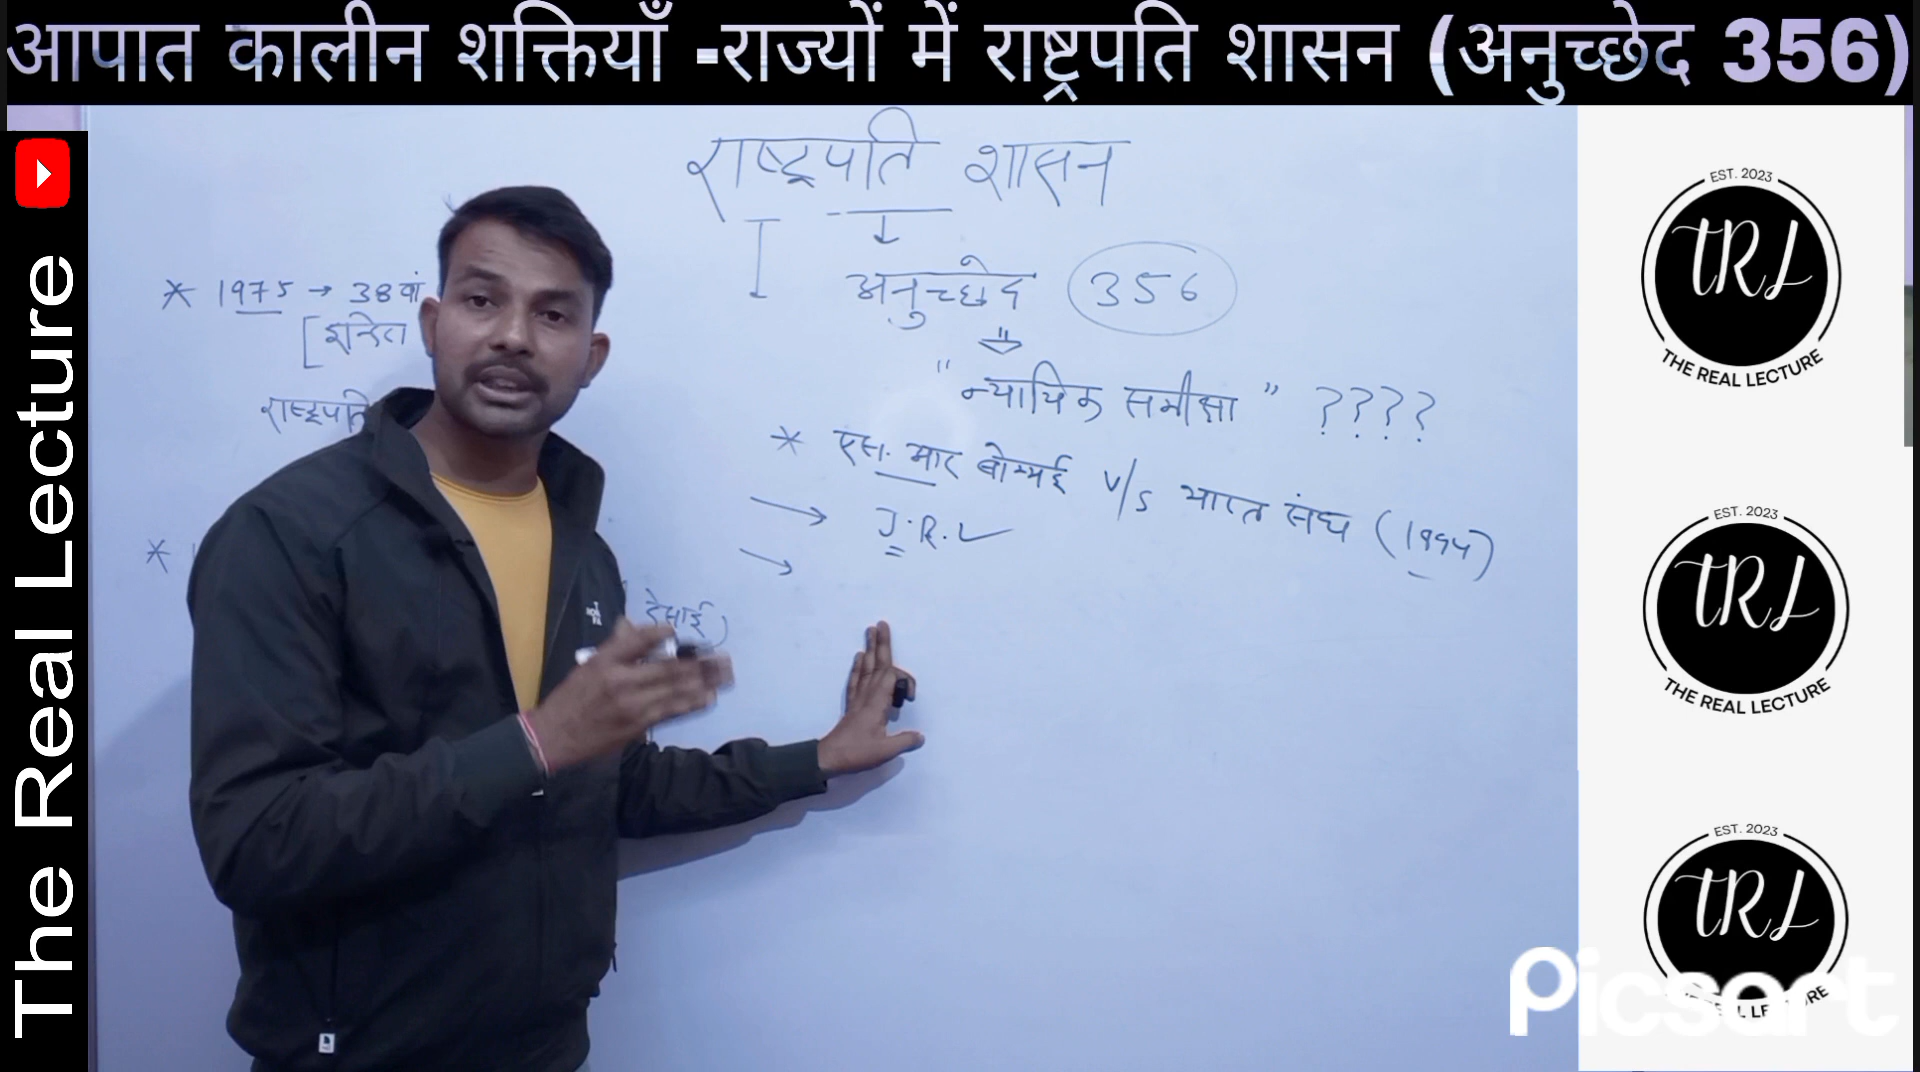 आपात कालीन शक्तियाँ -राज्यों में राष्ट्रपति शासन (अनुच्छेद 356)
The Real Lecture
राष्ट्रपति शासन
अनुच्छेद 356
"न्यायिक समीक्षा" ????
* एस. आर बोम्मई V/S भारत संघ (1994)
→ J.R. ✓
→
* 1975 → 38वां
राष्ट्रपति
*
देसाई)
EST. 2023
tRL
THE REAL LECTURE
EST. 2023
tRL
THE REAL LECTURE
EST. 2023
tRL
Picsart